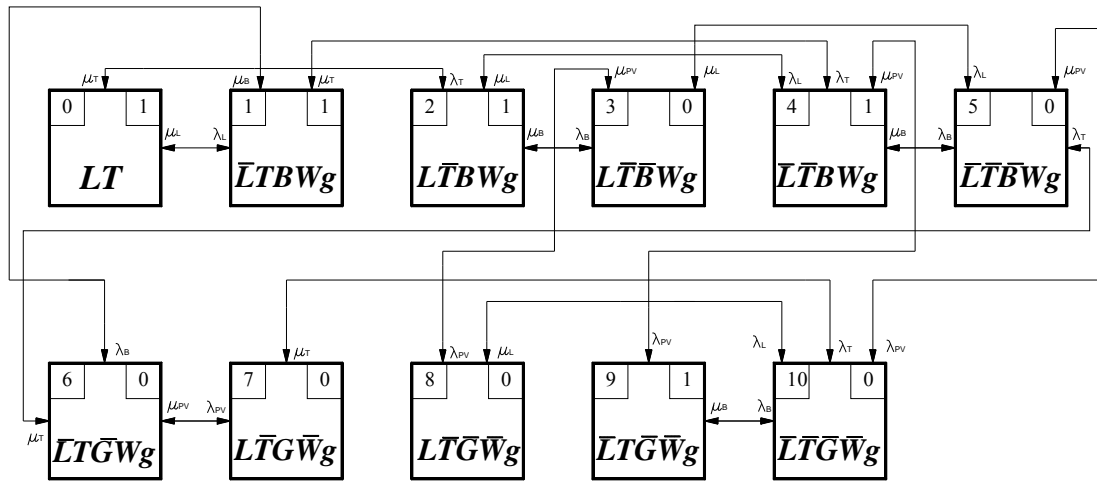 μT μB μT λT μL μPV μL λL λT μPV λL μPV
0 1 1 1 2 1 3 0 4 1 5 0
μL λL μB λB μB λB λT
LT L̄TBWg LT̄BWg LT̄B̄Wg L̄T̄BWg L̄T̄B̄Wg
λB μT λPV μL λPV λL λT λPV
6 0 7 0 8 0 9 1 10 0
μPV λPV μB λB
μT
L̄TḠWg LT̄GW̄g LT̄ḠW̄g L̄TḠW̄g L̄T̄ḠW̄g